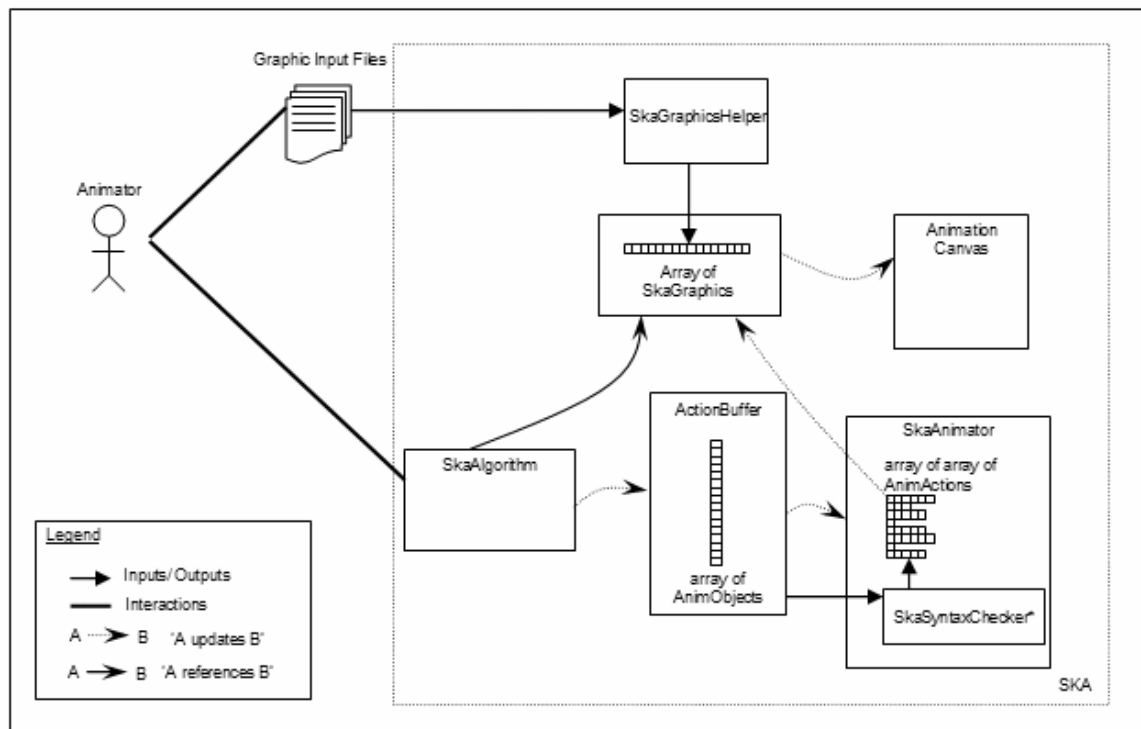 Graphic Input Files
SkaGraphicsHelper
Animator
Array of
SkaGraphics
Animation
Canvas
ActionBuffer
array of
AnimObjects
SkaAlgorithm
SkaAnimator
array of array of
AnimActions
SkaSyntaxChecker*
SKA
Legend
Inputs/Outputs
Interactions
A B "A updates B"
A B "A references B"